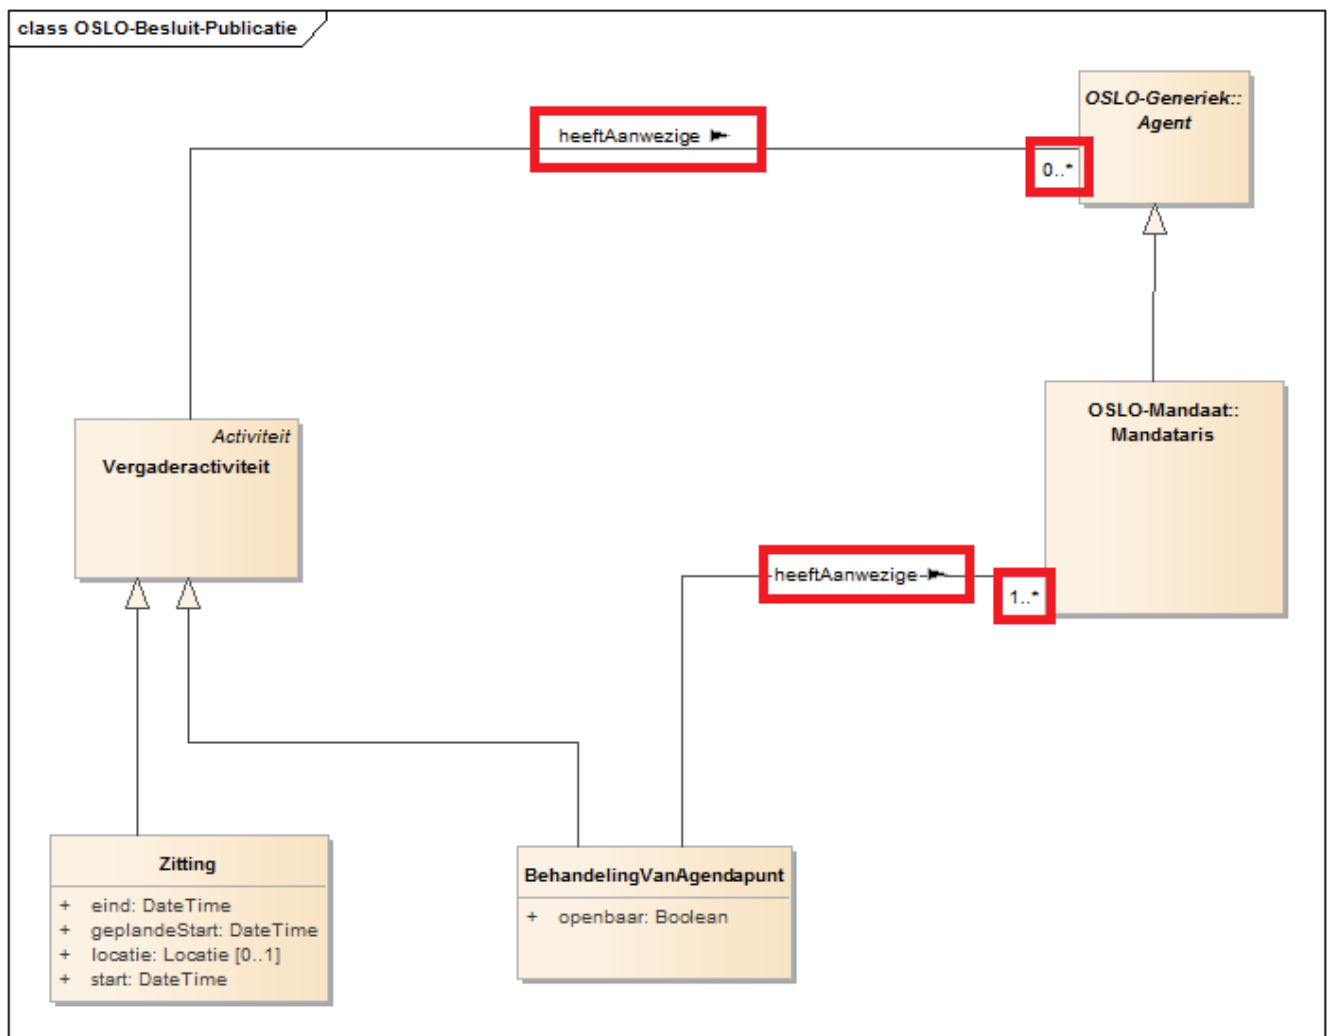 class OSLO-Besluit-Publicatie
OSLO-Generiek::
Agent
heeftAanwezige
0..*
Activiteit
Vergaderactiviteit
OSLO-Mandaat::
Mandataris
heeftAanwezige
1..*
Zitting
+ eind: DateTime
+ geplandeStart: DateTime
+ locatie: Locatie [0..1]
+ start: DateTime
BehandelingVanAgendapunt
+ openbaar: Boolean